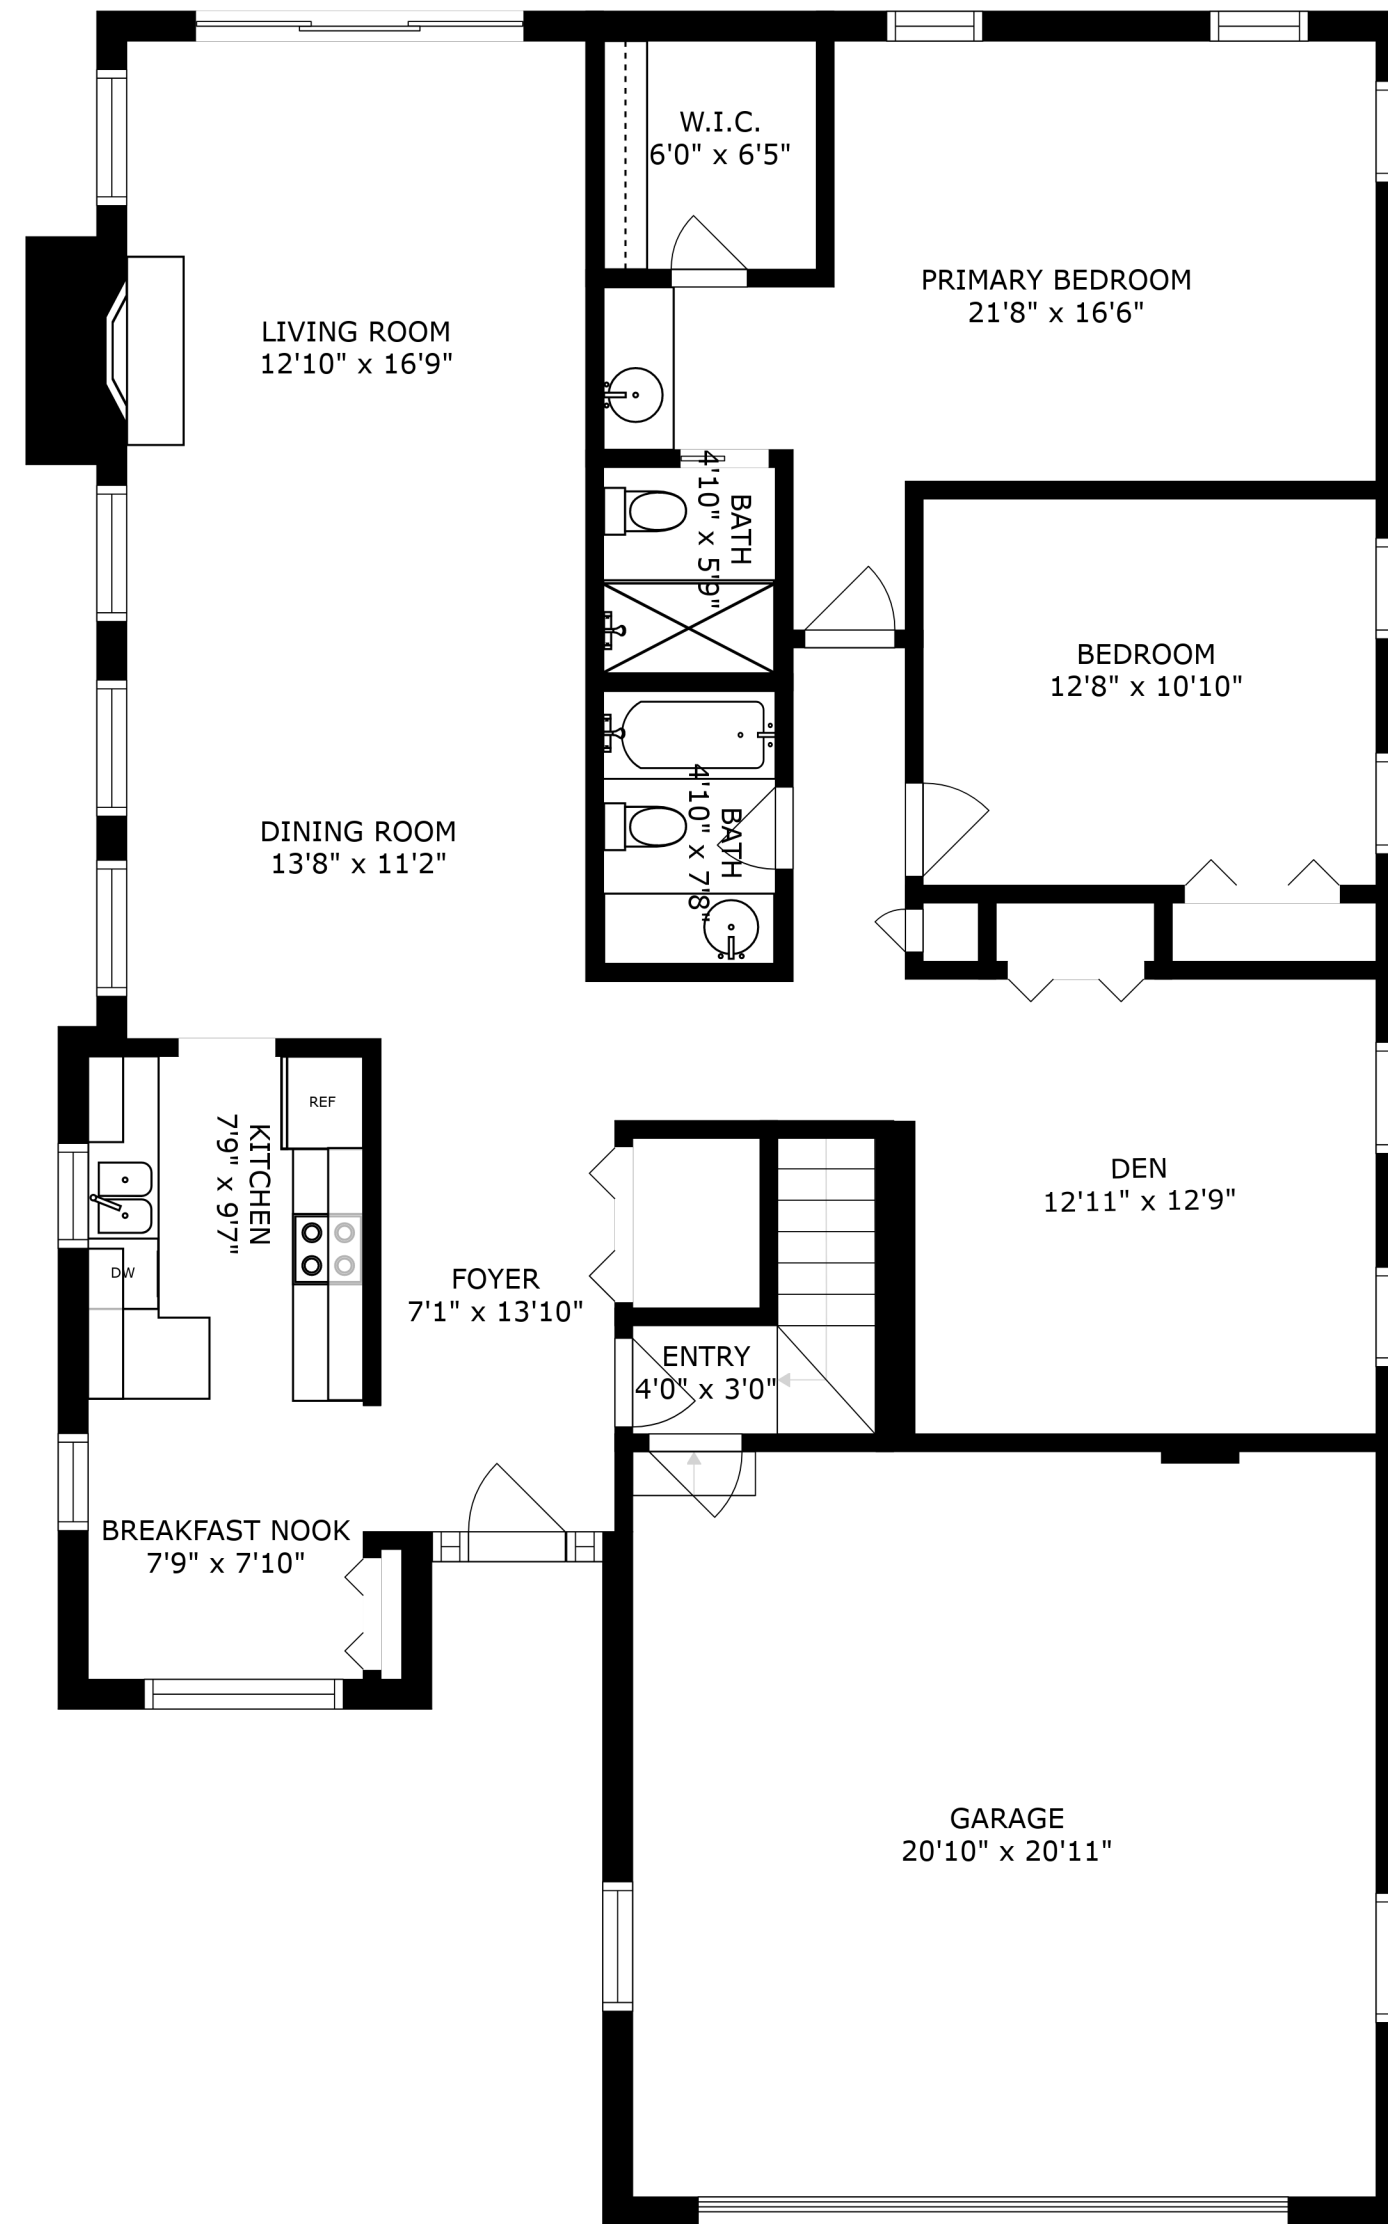 W.I.C.
6'0" x 6'5"
PRIMARY BEDROOM
21'8" x 16'6"
LIVING ROOM
12'10" x 16'9"
BATH
4'10" x 5'9"
BEDROOM
12'8" x 10'10"
DINING ROOM
13'8" x 11'2"
BATH
4'10" x 7'8"
REF
KITCHEN
7'9" x 9'7"
DEN
12'11" x 12'9"
DW
FOYER
7'1" x 13'10"
ENTRY
4'0" x 3'0"
BREAKFAST NOOK
7'9" x 7'10"
GARAGE
20'10" x 20'11"